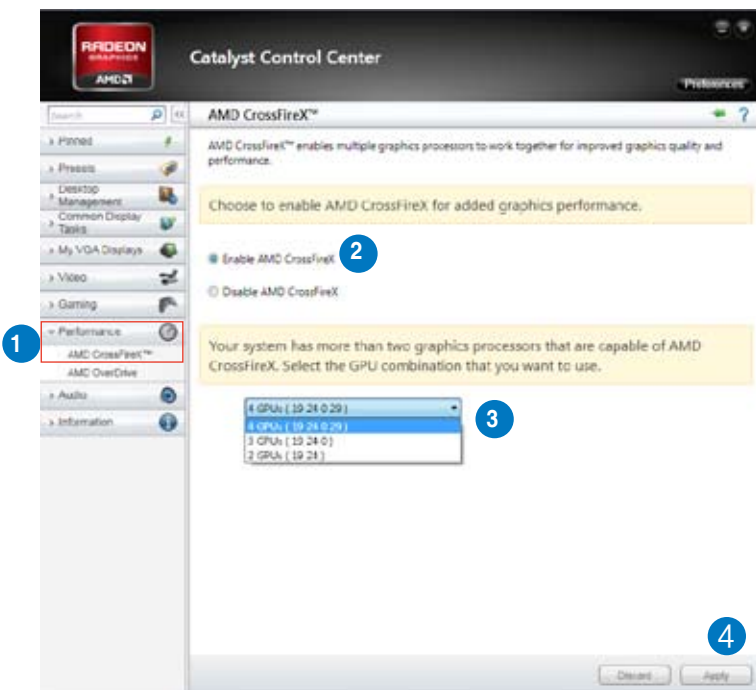 RADEON
GRAPHICS
AMD
Catalyst Control Center
Preferences
Search
«
AMD CrossFireX™
?
Pinned
Presets
Desktop
Management
Common Display
Tasks
My VGA Displays
Video
Gaming
Performance
AMD CrossFireX™
AMD OverDrive
Audio
Information
AMD CrossFireX™ enables multiple graphics processors to work together for improved graphics quality and
performance.
Choose to enable AMD CrossFireX for added graphics performance.
Enable AMD CrossFireX
2
Disable AMD CrossFireX
1
Your system has more than two graphics processors that are capable of AMD
CrossFireX. Select the GPU combination that you want to use.
4 GPUs ( 19 24 0 29 )
4 GPUs ( 19 24 0 29 )
3 GPUs ( 19 24 0 )
2 GPUs ( 19 24 )
3
4
Discard
Apply